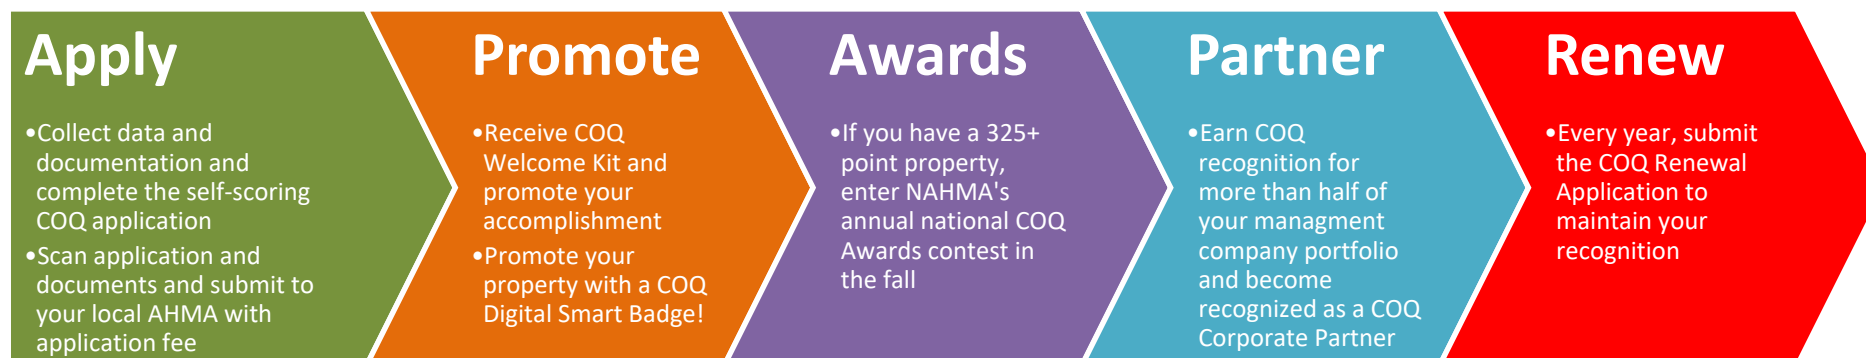 Apply
•Collect data and
documentation and
complete the self-scoring
COQ application
•Scan application and
documents and submit to
your local AHMA with
application fee
Promote
•Receive COQ
Welcome Kit and
promote your
accomplishment
•Promote your
property with a COQ
Digital Smart Badge!
Awards
•If you have a 325+
point property,
enter NAHMA's
annual national COQ
Awards contest in
the fall
Partner
•Earn COQ
recognition for
more than half of
your managment
company portfolio
and become
recognized as a COQ
Corporate Partner
Renew
•Every year, submit
the COQ Renewal
Application to
maintain your
recognition